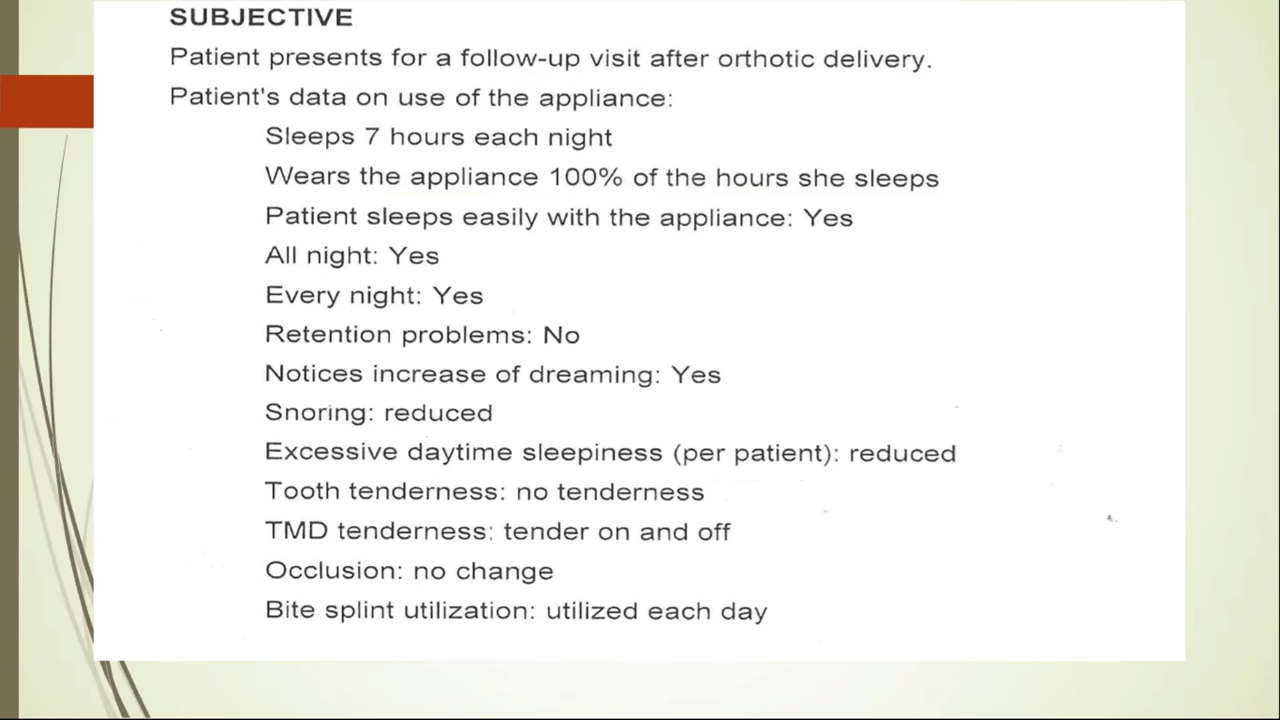 SUBJECTIVE
Patient presents for a follow-up visit after orthotic delivery.
Patient's data on use of the appliance:
Sleeps 7 hours each night
Wears the appliance 100% of the hours she sleeps
Patient sleeps easily with the appliance: Yes
All night: Yes
Every night: Yes
Retention problems: No
Notices increase of dreaming: Yes
Snoring: reduced
Excessive daytime sleepiness (per patient): reduced
Tooth tenderness: no tenderness
TMD tenderness: tender on and off
Occlusion: no change
Bite splint utilization: utilized each day